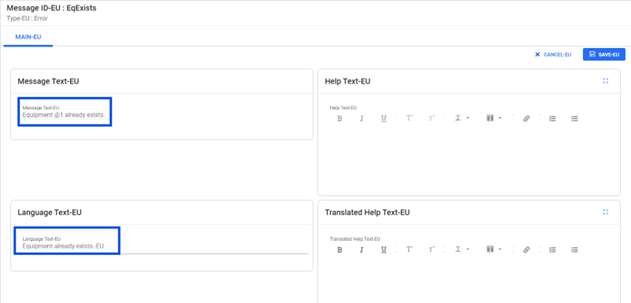 Message ID-EU : EqExists
Type-EU : Error
MAIN-EU
CANCEL-EU
SAVE-EU
Message Text-EU
Message Text-EU
Equipment @1 already exists.
Help Text-EU
Help Text-EU
B I U T T Σ
Language Text-EU
Language Text-EU
Equipment already exists.-EU
Translated Help Text-EU
Translated Help Text-EU
B I U T T Σ